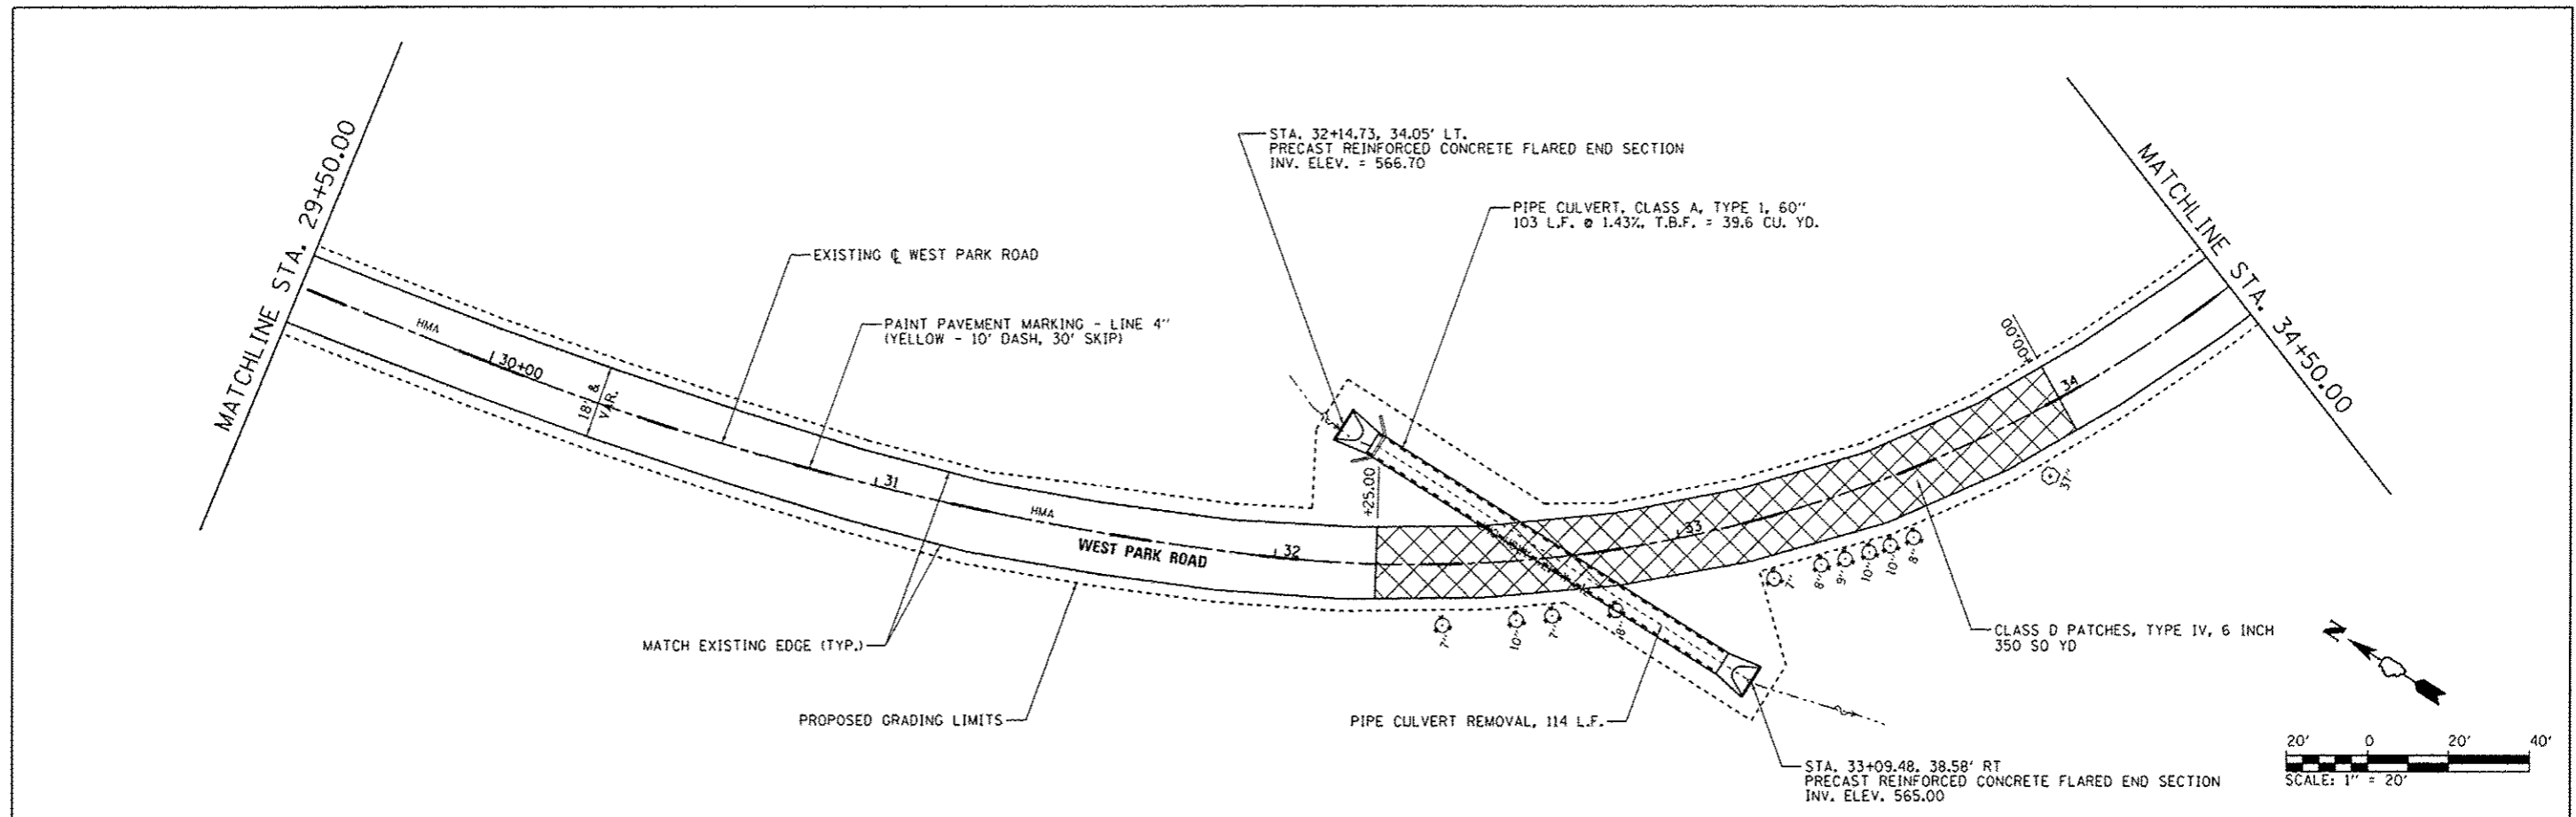 MATCHLINE STA. 29+50.00
HMA
30+00
18' &
VAR.
EXISTING ℄ WEST PARK ROAD
PAINT PAVEMENT MARKING - LINE 4"
(YELLOW - 10' DASH, 30' SKIP)
31
HMA
WEST PARK ROAD
32
MATCH EXISTING EDGE (TYP.)
PROPOSED GRADING LIMITS
STA. 32+14.73, 34.05' LT.
PRECAST REINFORCED CONCRETE FLARED END SECTION
INV. ELEV. = 566.70
PIPE CULVERT, CLASS A, TYPE 1, 60"
103 L.F. @ 1.43%, T.B.F. = 39.6 CU. YD.
+25.00
33
+00.00
34
7"
10"
7"
8"
7"
8"
9"
10"
10"
8"
37"
PIPE CULVERT REMOVAL, 114 L.F.
CLASS D PATCHES, TYPE IV, 6 INCH
350 SQ YD
STA. 33+09.48, 38.58' RT
PRECAST REINFORCED CONCRETE FLARED END SECTION
INV. ELEV. 565.00
MATCHLINE STA. 34+50.00
N
20' 0 20' 40'
SCALE: 1" = 20'